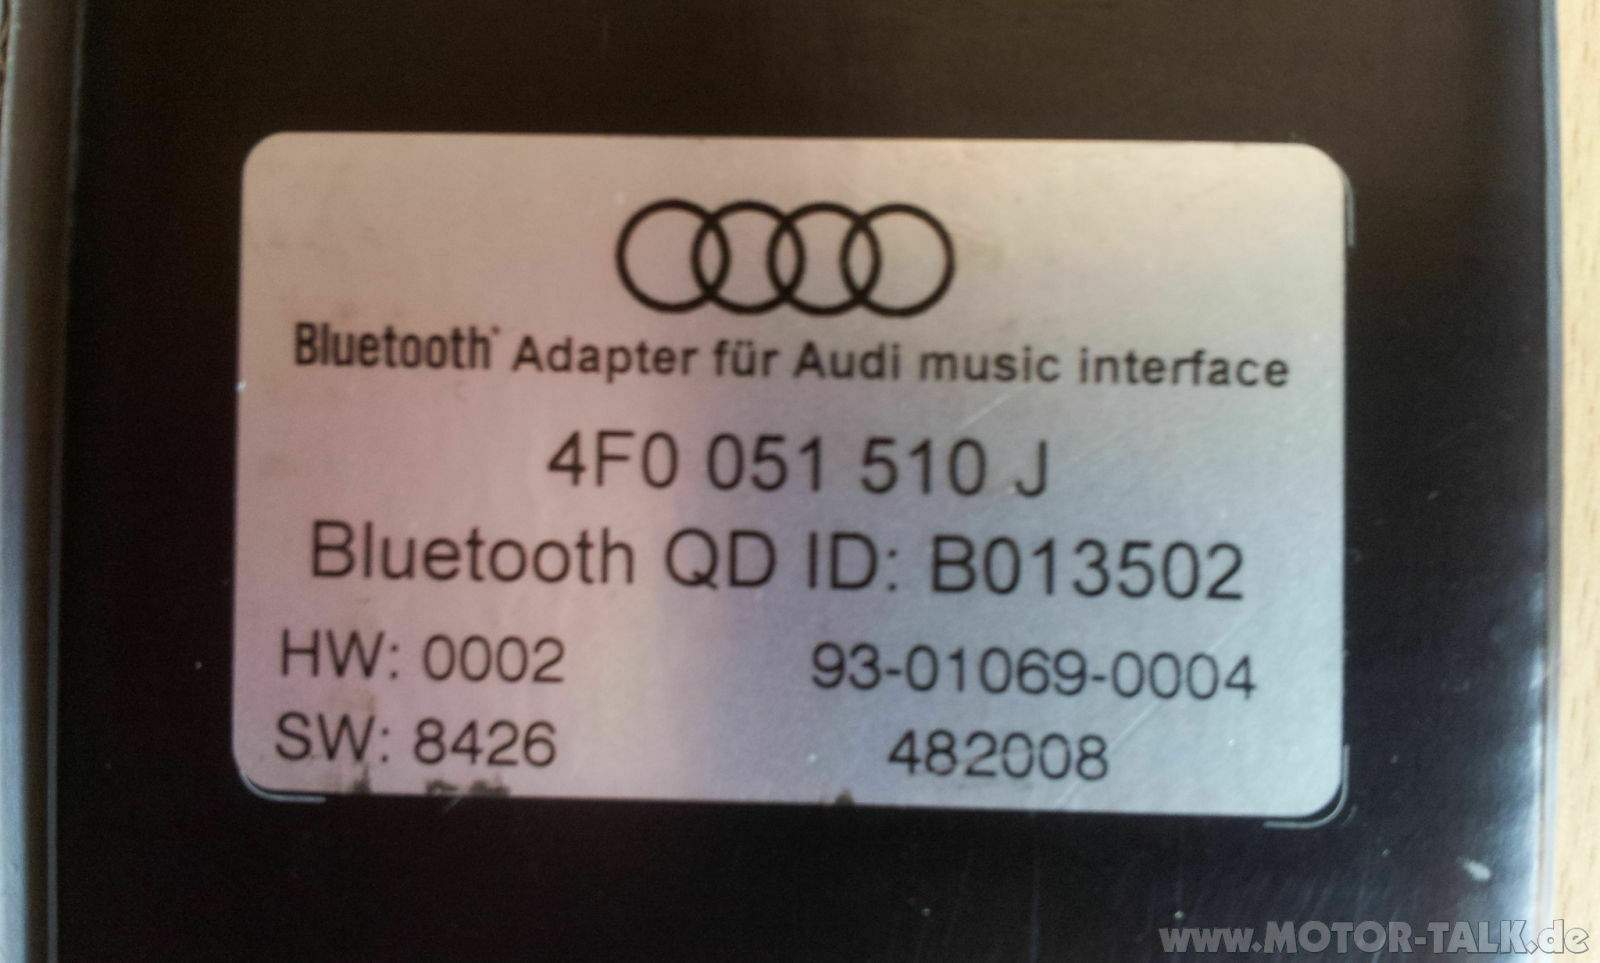 Bluetooth® Adapter für Audi music interface
4F0 051 510 J
Bluetooth QD ID: B013502
HW: 0002 93-01069-0004
SW: 8426 482008
www.MOTOR-TALK.de